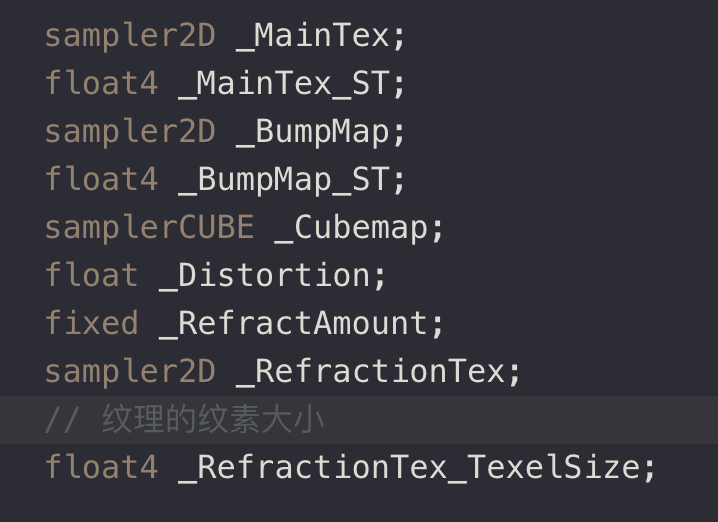 sampler2D _MainTex;
float4 _MainTex_ST;
sampler2D _BumpMap;
float4 _BumpMap_ST;
samplerCUBE _Cubemap;
float _Distortion;
fixed _RefractAmount;
sampler2D _RefractionTex;
// 纹理的纹素大小
float4 _RefractionTex_TexelSize;